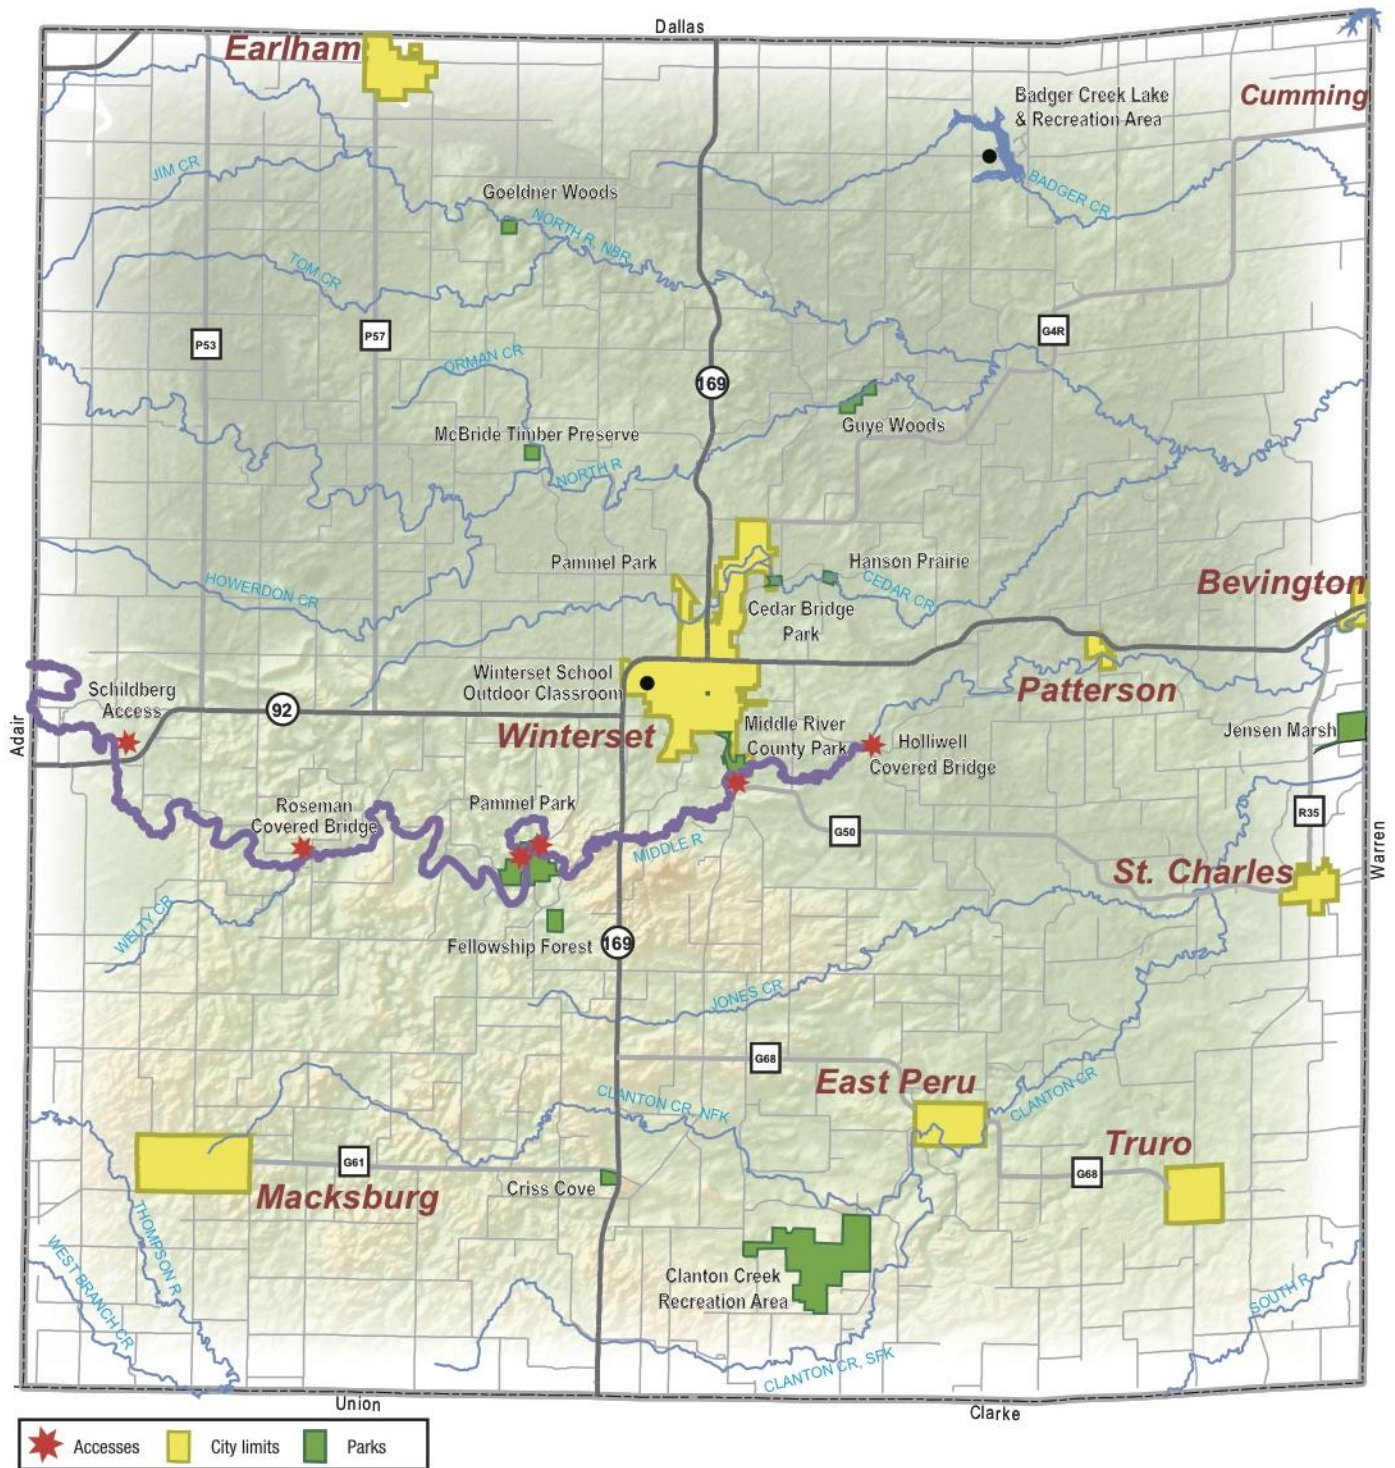 Dallas
Earlham
Cumming
Badger Creek Lake
& Recreation Area
JIM CR
BADGER CR
Goeldner Woods
NORTH R, NBR
TOM CR
P53
P57
G4R
ORMAN CR
169
McBride Timber Preserve
Guye Woods
NORTH R
Pammel Park
Hanson Prairie
HOWERDON CR
CEDAR CR
Bevington
Cedar Bridge
Park
Winterset School
Outdoor Classroom
Schildberg
Access
Patterson
92
Adair
Winterset
Middle River
County Park
Jensen Marsh
Holliwell
Covered Bridge
Roseman
Covered Bridge
Pammel Park
R35
G50
MIDDLE R
Warren
St. Charles
WELTY CR
Fellowship Forest
169
JONES CR
G68
East Peru
CLANTON CR, NFK
CLANTON CR
Truro
G61
G68
Macksburg
Criss Cove
THOMPSON R
WEST BRANCH CR
Clanton Creek
Recreation Area
SOUTH R
CLANTON CR, SFK
Union
Clarke
Accesses
City limits
Parks